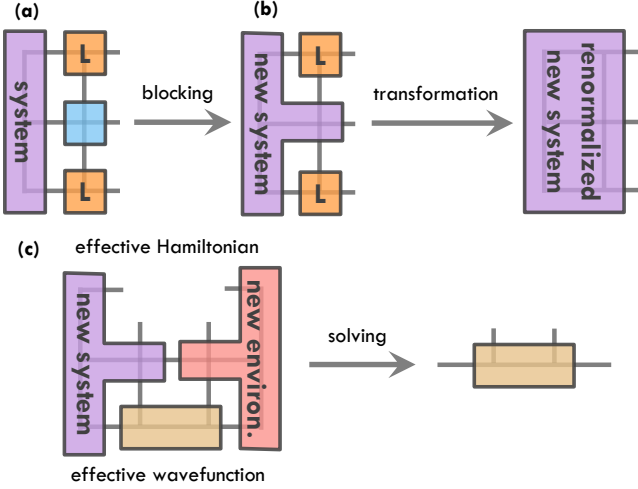 (a)
(b)
system
L
L
blocking
new system
L
L
transformation
renormalized
new system
(c)
effective Hamiltonian
new system
new environ.
solving
effective wavefunction